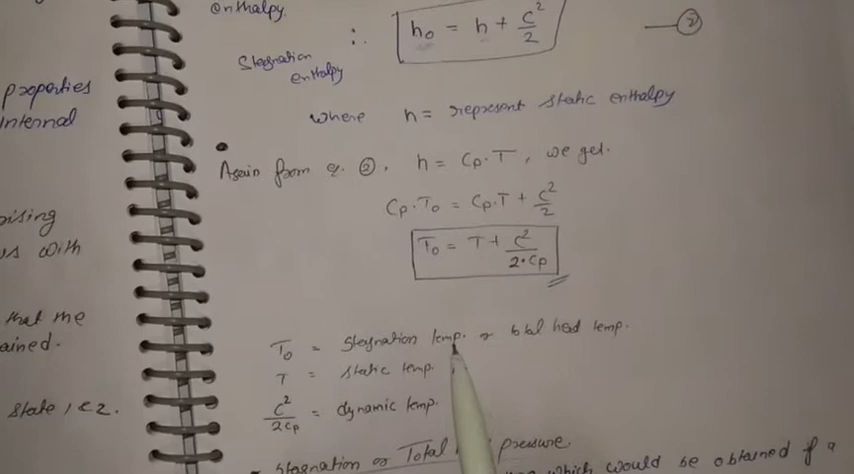 properties
internal
ising
us with
that the
ained.
State 1 & 2.
enthalpy.
∴ h₀ = h + C²/2 —— ②
Stagnation
enthalpy
where h = represent static enthalpy
Again from e. ②, h = Cp.T, we get.
Cp.T₀ = Cp.T + C²/2
T₀ = T + C²/2.Cp
T₀ = Stagnation temp. or total head temp.
T = static temp.
C²/2Cp = dynamic temp.
Stagnation or Total pressure.
which would be obtained if a